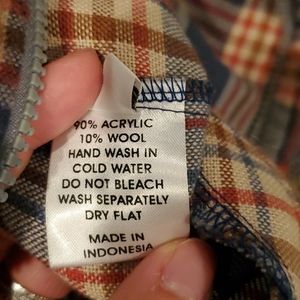 90% ACRYLIC
10% WOOL
HAND WASH IN
COLD WATER
DO NOT BLEACH
WASH SEPARATELY
DRY FLAT
MADE IN
INDONESIA